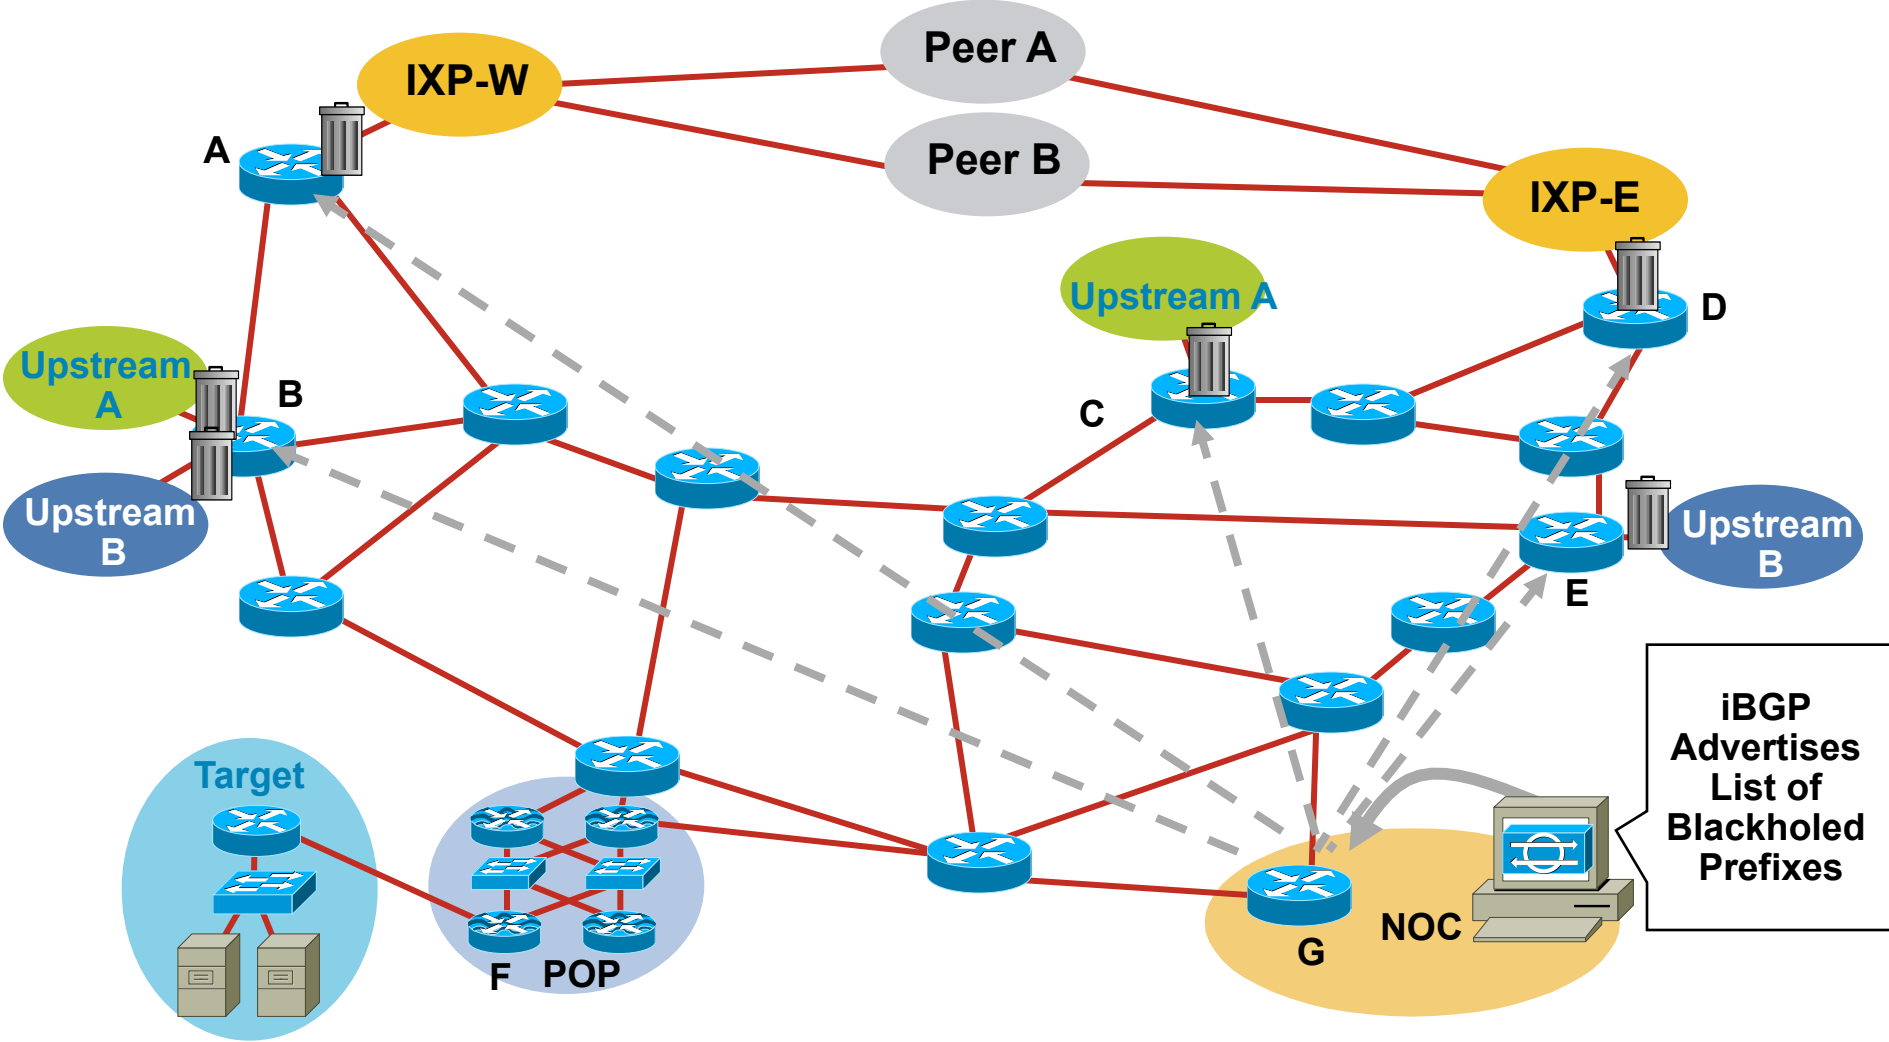 Peer A
IXP-W
A
Peer B
IXP-E
Upstream A
D
Upstream
A
B
C
Upstream
B
Upstream
B
E
iBGP
Advertises
List of
Blackholed
Prefixes
Target
NOC
G
F
POP